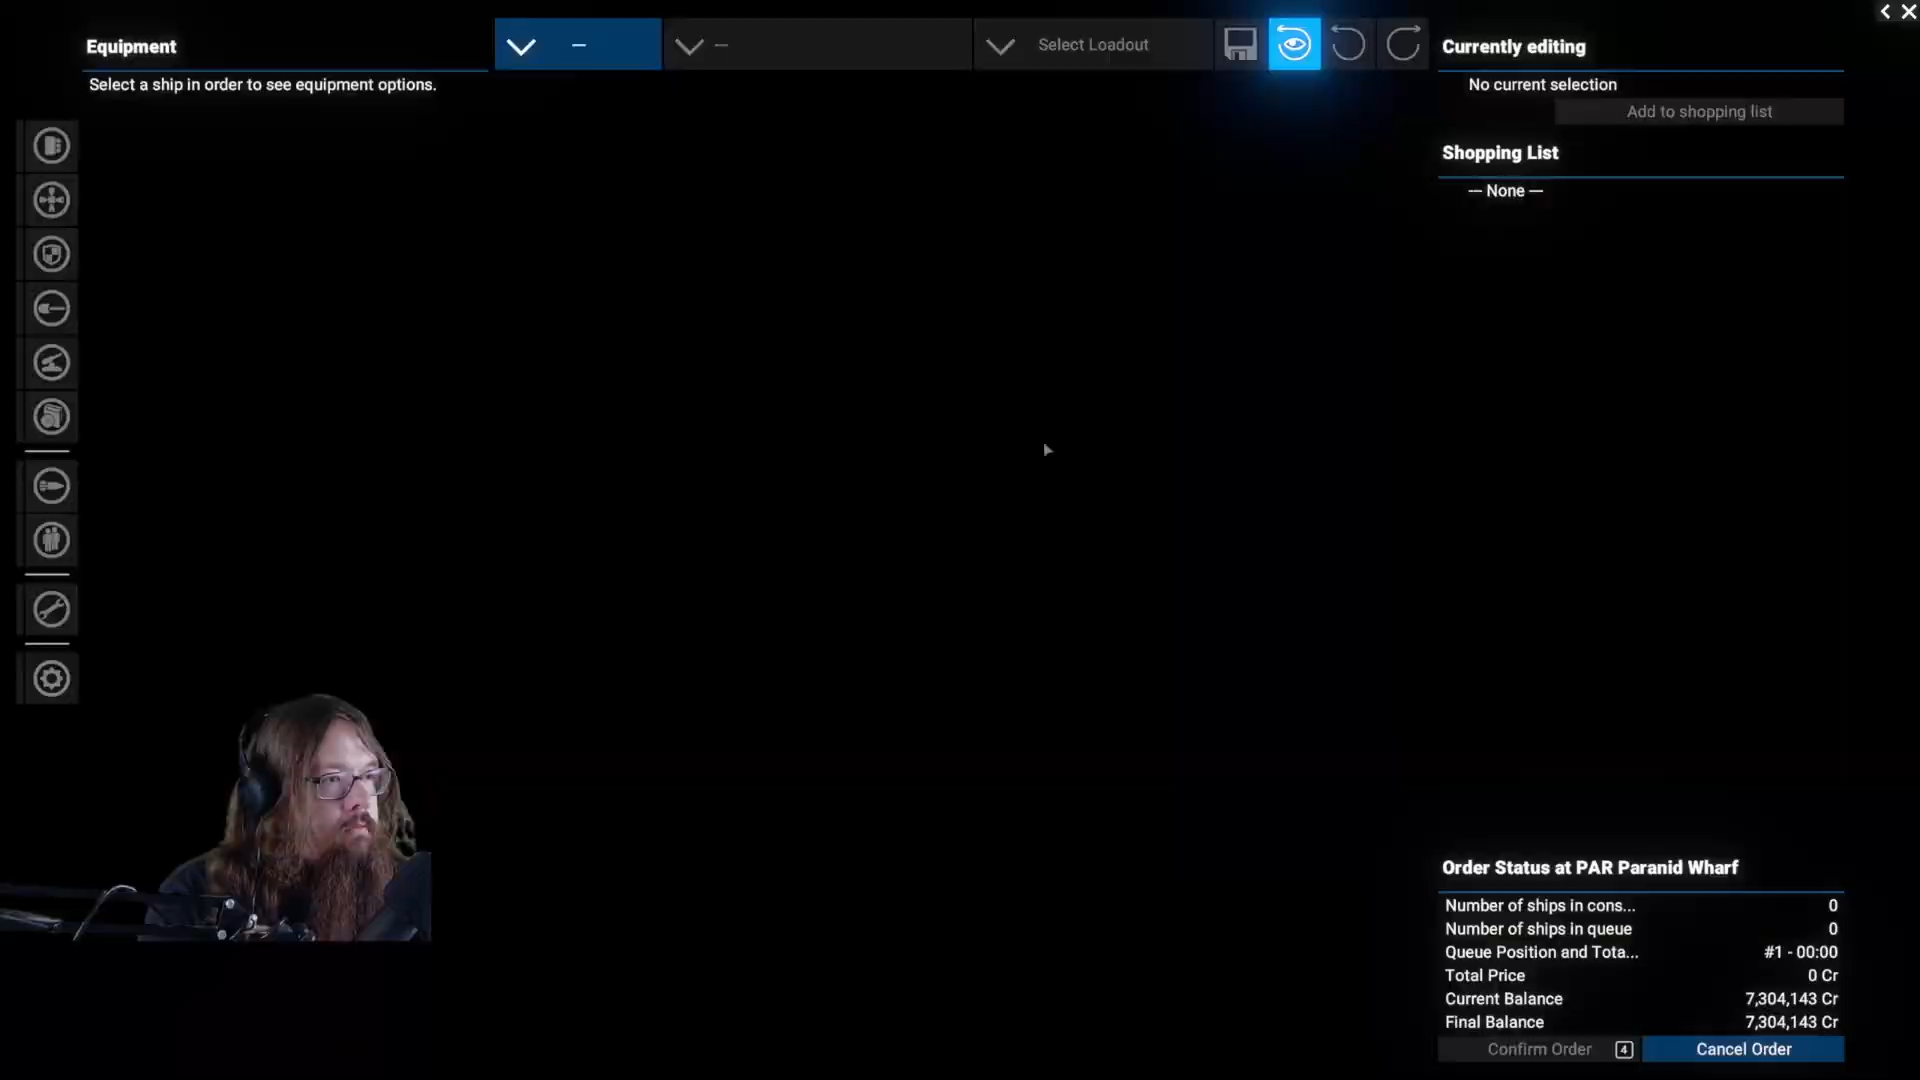 Equipment
Select a ship in order to see equipment options.
—
—
Select Loadout
Currently editing
No current selection
Add to shopping list
Shopping List
— None —
Order Status at PAR Paranid Wharf
Number of ships in cons... 0
Number of ships in queue 0
Queue Position and Tota... #1 - 00:00
Total Price 0 Cr
Current Balance 7,304,143 Cr
Final Balance 7,304,143 Cr
Confirm Order 4
Cancel Order